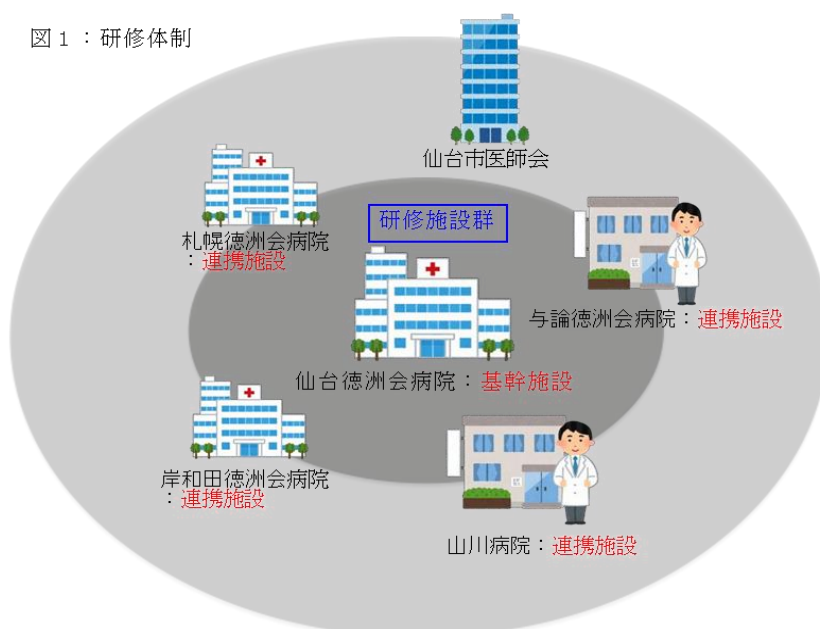 図1:研修体制
仙台市医師会
札幌徳洲会病院
:連携施設
研修施設群
与論徳洲会病院:連携施設
仙台徳洲会病院:基幹施設
岸和田徳洲会病院
:連携施設
山川病院:連携施設